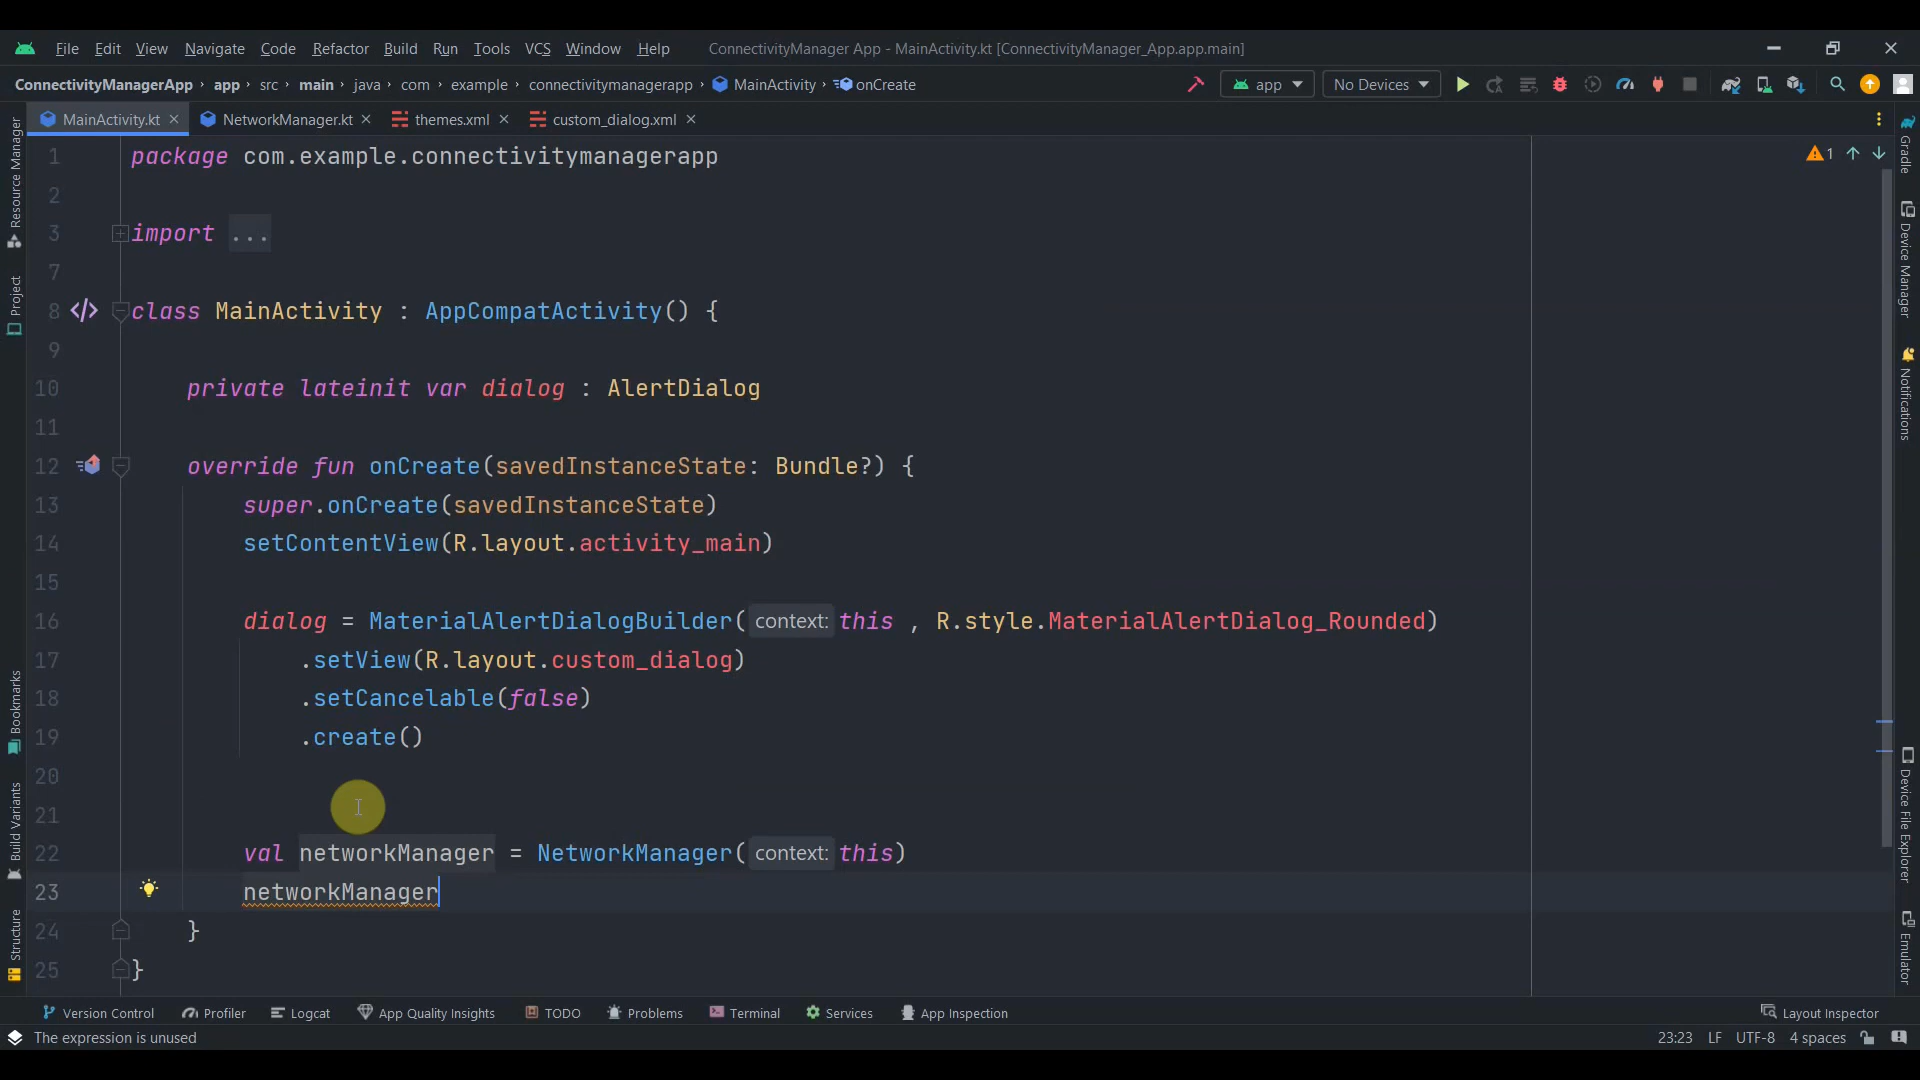 File Edit View Navigate Code Refactor Build Run Tools VCS Window Help ConnectivityManager App - MainActivity.kt [ConnectivityManager_App.app.main]
ConnectivityManagerApp › app › src › main › java › com › example › connectivitymanagerapp › MainActivity › onCreate app No Devices
MainActivity.kt NetworkManager.kt themes.xml custom_dialog.xml
1 package com.example.connectivitymanagerapp
2
3 import ...
7
8 class MainActivity : AppCompatActivity() {
9
10 private lateinit var dialog : AlertDialog
11
12 override fun onCreate(savedInstanceState: Bundle?) {
13 super.onCreate(savedInstanceState)
14 setContentView(R.layout.activity_main)
15
16 dialog = MaterialAlertDialogBuilder( context: this , R.style.MaterialAlertDialog_Rounded)
17 .setView(R.layout.custom_dialog)
18 .setCancelable(false)
19 .create()
20
21
22 val networkManager = NetworkManager( context: this)
23 networkManager
24 }
25 }
1
Resource Manager
Project
Bookmarks
Build Variants
Structure
Gradle
Device Manager
Notifications
Device File Explorer
Emulator
Version Control Profiler Logcat App Quality Insights TODO Problems Terminal Services App Inspection Layout Inspector
The expression is unused 23:23 LF UTF-8 4 spaces